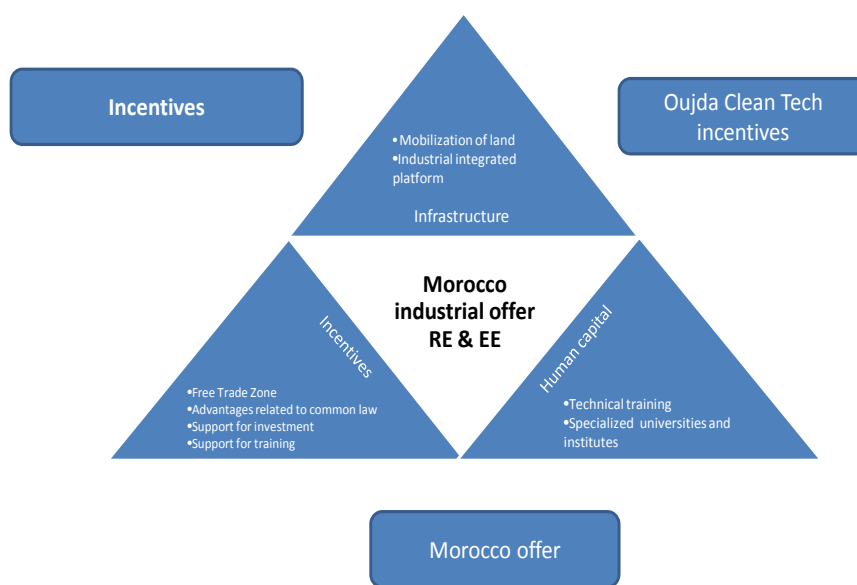 Incentives
Oujda Clean Tech
incentives
•Mobilization of land
•Industrial integrated
platform
Infrastructure
Morocco
industrial offer
RE & EE
Incentives
•Free Trade Zone
•Advantages related to common law
•Support for investment
•Support for training
Human capital
•Technical training
•Specialized universities and
institutes
Morocco offer